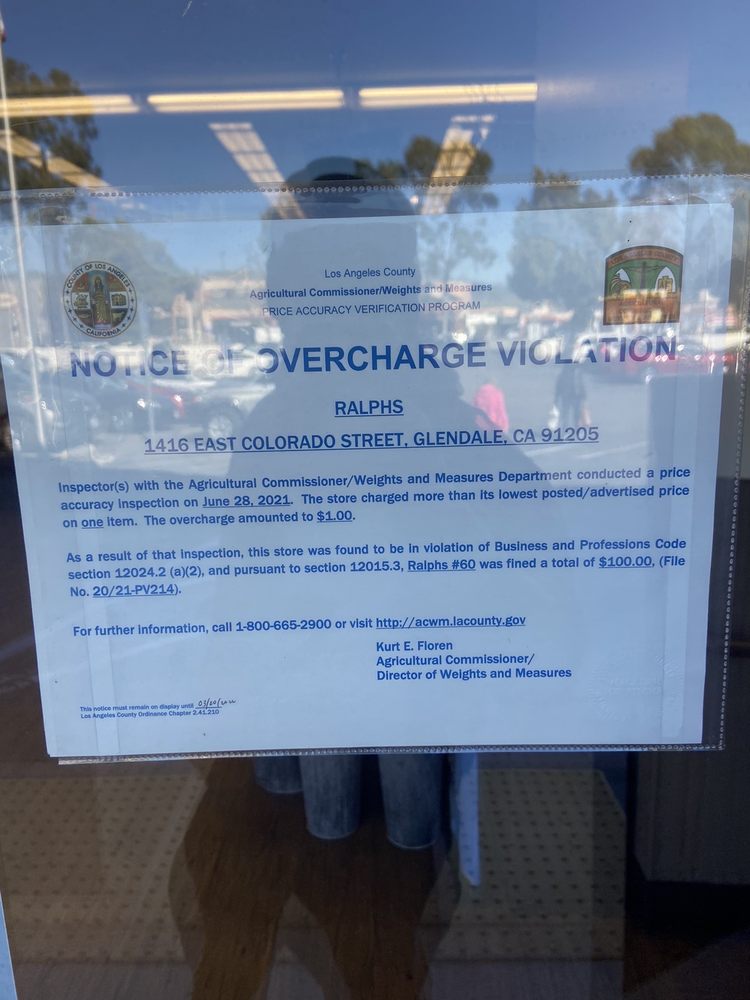 COUNTY OF LOS ANGELES
CALIFORNIA
Los Angeles County
Agricultural Commissioner/Weights and Measures
PRICE ACCURACY VERIFICATION PROGRAM
NOTICE OF OVERCHARGE VIOLATION
RALPHS
1416 EAST COLORADO STREET, GLENDALE, CA 91205
Inspector(s) with the Agricultural Commissioner/Weights and Measures Department conducted a price
accuracy inspection on June 28, 2021. The store charged more than its lowest posted/advertised price
on one item. The overcharge amounted to $1.00.
As a result of that inspection, this store was found to be in violation of Business and Professions Code
section 12024.2 (a)(2), and pursuant to section 12015.3, Ralphs #60 was fined a total of $100.00, (File
No. 20/21-PV214).
For further information, call 1-800-665-2900 or visit http://acwm.lacounty.gov
Kurt E. Floren
Agricultural Commissioner/
Director of Weights and Measures
This notice must remain on display until
Los Angeles County Ordinance Chapter 2.41.210